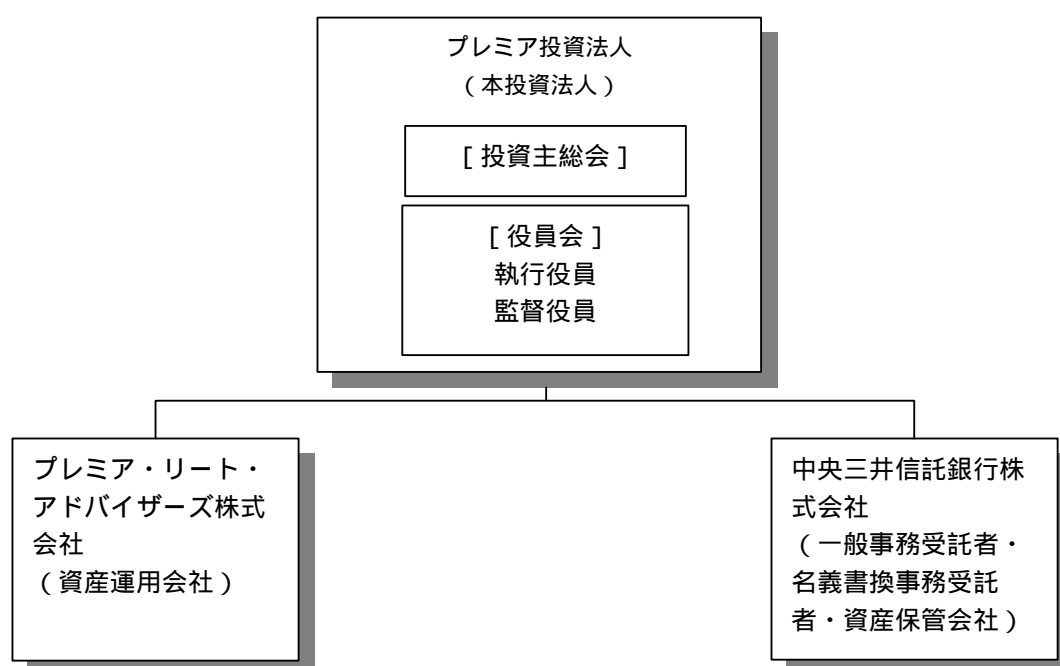 プレミア投資法人
（本投資法人）
［投資主総会］
［役員会］
執行役員
監督役員
プレミア・リート・
アドバイザーズ株式
会社
（資産運用会社）
中央三井信託銀行株
式会社
（一般事務受託者・
名義書換事務受託
者・資産保管会社）